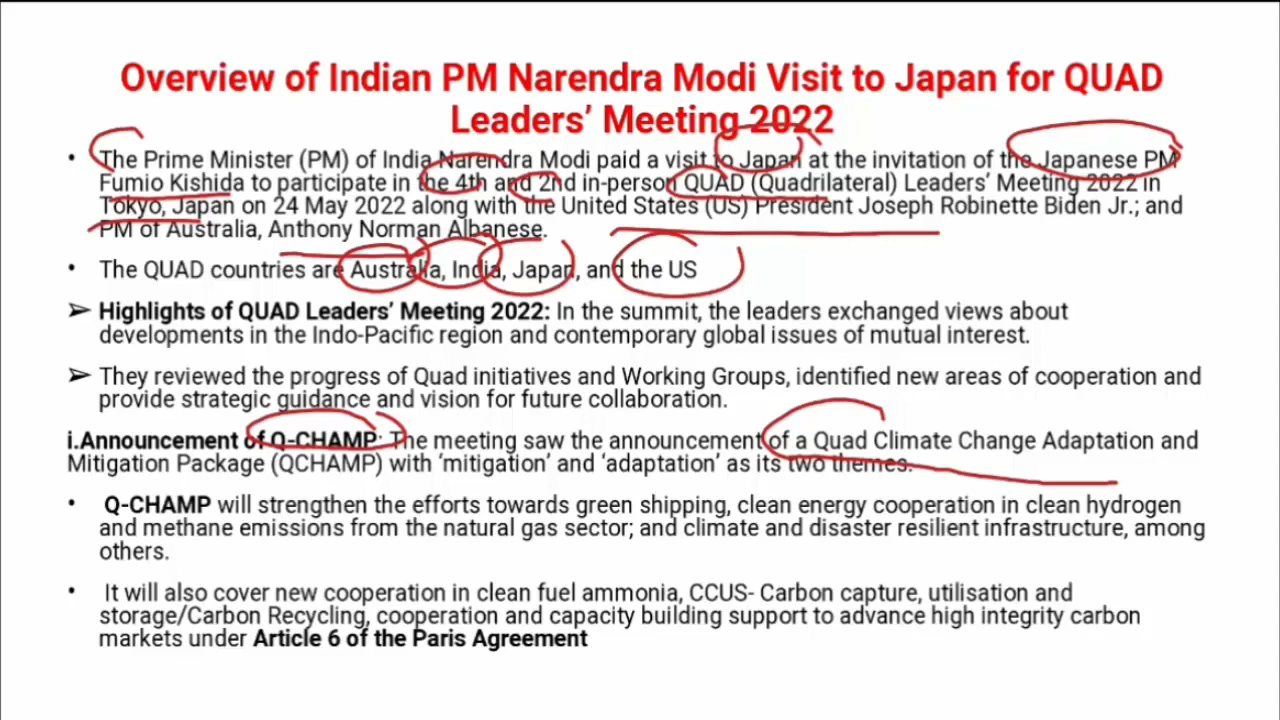 Overview of Indian PM Narendra Modi Visit to Japan for QUAD
Leaders’ Meeting 2022
• The Prime Minister (PM) of India Narendra Modi paid a visit to Japan at the invitation of the Japanese PM
Fumio Kishida to participate in the 4th and 2nd in-person QUAD (Quadrilateral) Leaders’ Meeting 2022 in
Tokyo, Japan on 24 May 2022 along with the United States (US) President Joseph Robinette Biden Jr.; and
PM of Australia, Anthony Norman Albanese.
• The QUAD countries are Australia, India, Japan, and the US
➢ Highlights of QUAD Leaders’ Meeting 2022: In the summit, the leaders exchanged views about
developments in the Indo-Pacific region and contemporary global issues of mutual interest.
➢ They reviewed the progress of Quad initiatives and Working Groups, identified new areas of cooperation and
provide strategic guidance and vision for future collaboration.
i.Announcement of Q-CHAMP: The meeting saw the announcement of a Quad Climate Change Adaptation and
Mitigation Package (QCHAMP) with ‘mitigation’ and ‘adaptation’ as its two themes.
• Q-CHAMP will strengthen the efforts towards green shipping, clean energy cooperation in clean hydrogen
and methane emissions from the natural gas sector; and climate and disaster resilient infrastructure, among
others.
• It will also cover new cooperation in clean fuel ammonia, CCUS- Carbon capture, utilisation and
storage/Carbon Recycling, cooperation and capacity building support to advance high integrity carbon
markets under Article 6 of the Paris Agreement